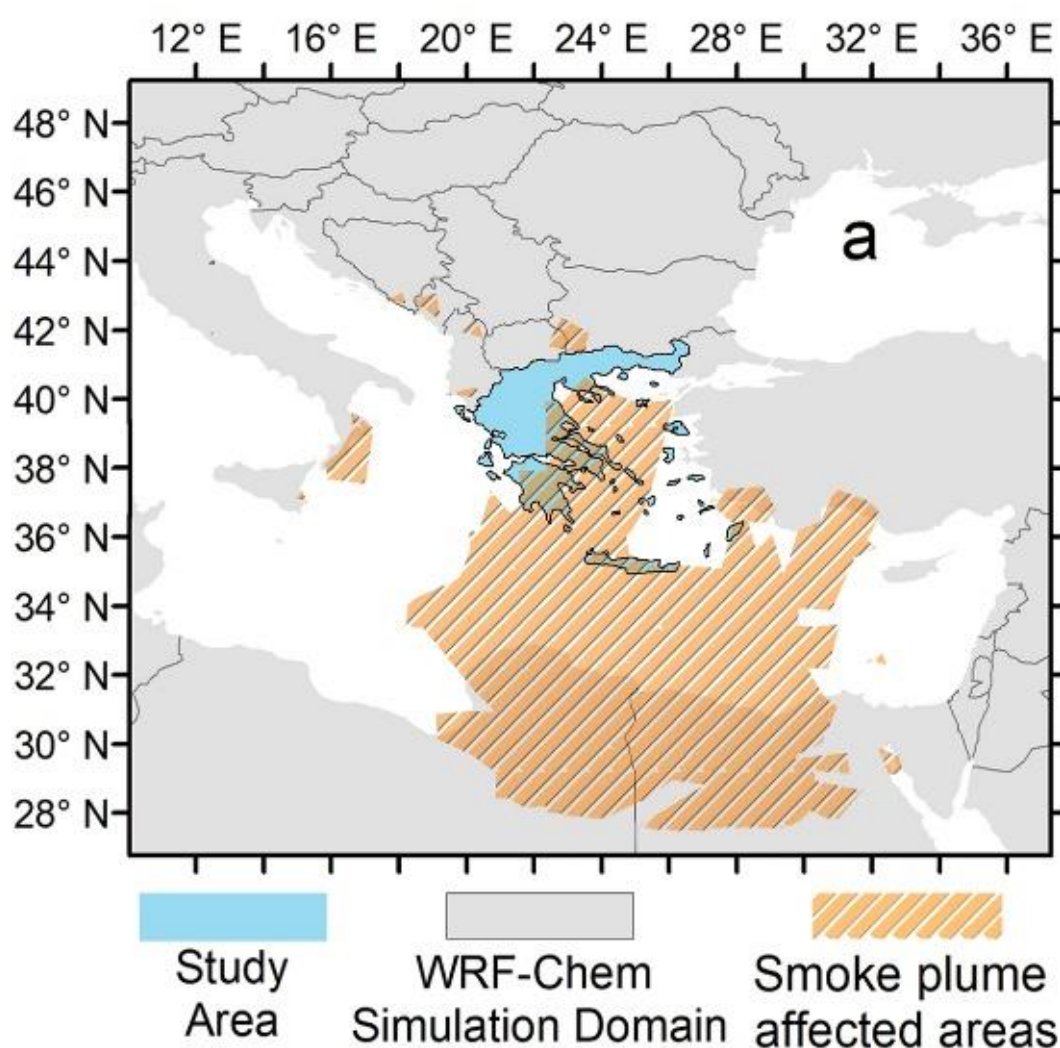 12° E 16° E 20° E 24° E 28° E 32° E 36° E
48° N
46° N
44° N
42° N
40° N
38° N
36° N
34° N
32° N
30° N
28° N
a
Study
Area
WRF-Chem
Simulation Domain
Smoke plume
affected areas